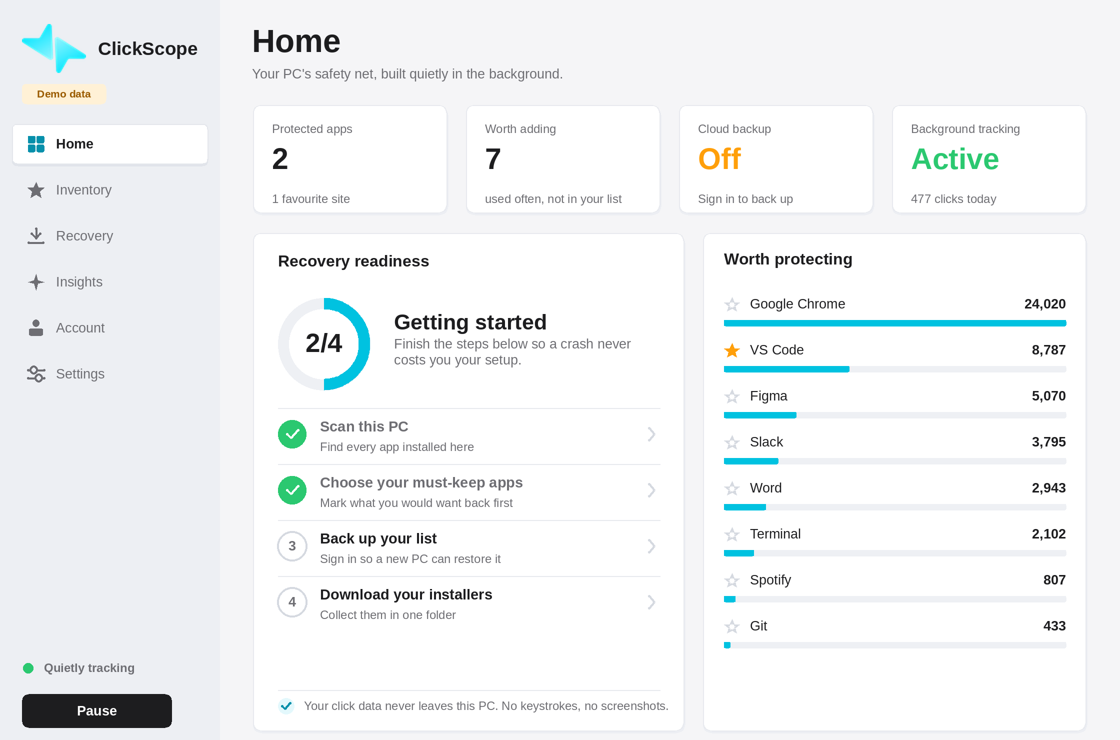 ClickScope
Demo data
Home
Inventory
Recovery
Insights
Account
Settings
Quietly tracking
Pause
Home
Your PC's safety net, built quietly in the background.
Protected apps
2
1 favourite site
Worth adding
7
used often, not in your list
Cloud backup
Off
Sign in to back up
Background tracking
Active
477 clicks today
Recovery readiness
2/4
Getting started
Finish the steps below so a crash never
costs you your setup.
Scan this PC
Find every app installed here
Choose your must-keep apps
Mark what you would want back first
3
Back up your list
Sign in so a new PC can restore it
4
Download your installers
Collect them in one folder
Your click data never leaves this PC. No keystrokes, no screenshots.
Worth protecting
Google Chrome 24,020
VS Code 8,787
Figma 5,070
Slack 3,795
Word 2,943
Terminal 2,102
Spotify 807
Git 433